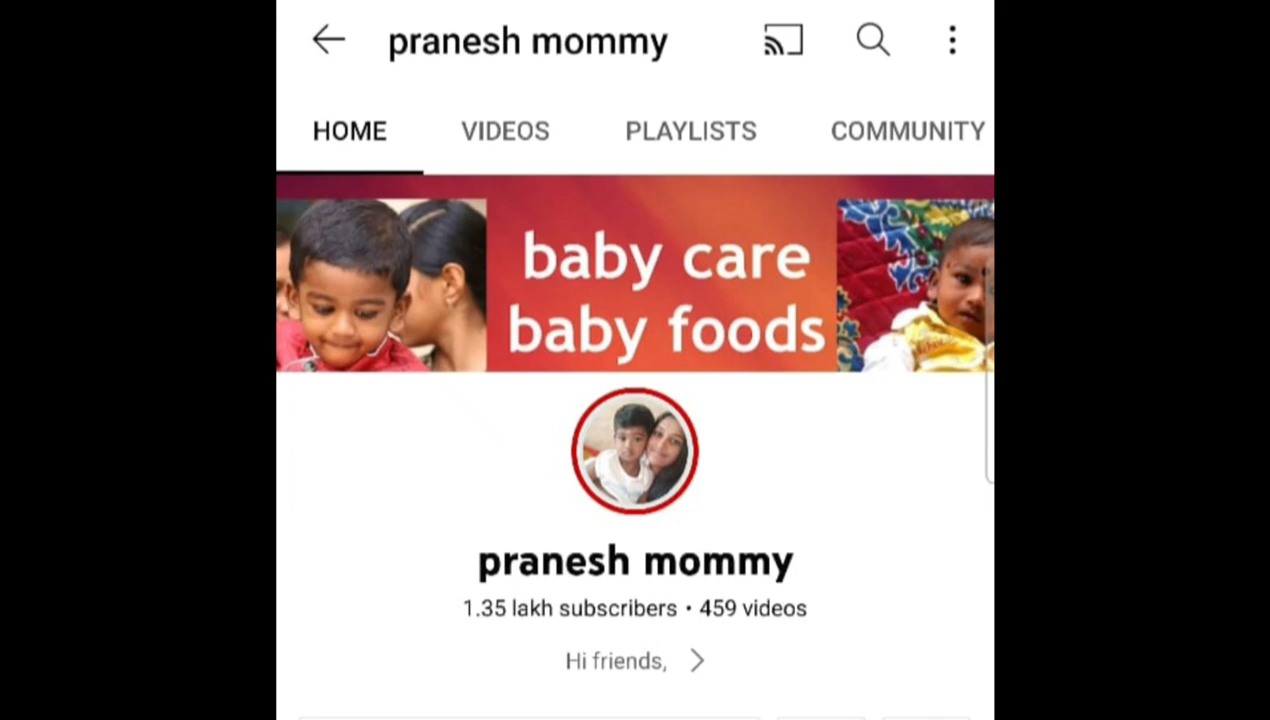 pranesh mommy
HOME VIDEOS PLAYLISTS COMMUNITY
baby care
baby foods
pranesh mommy
1.35 lakh subscribers • 459 videos
Hi friends,